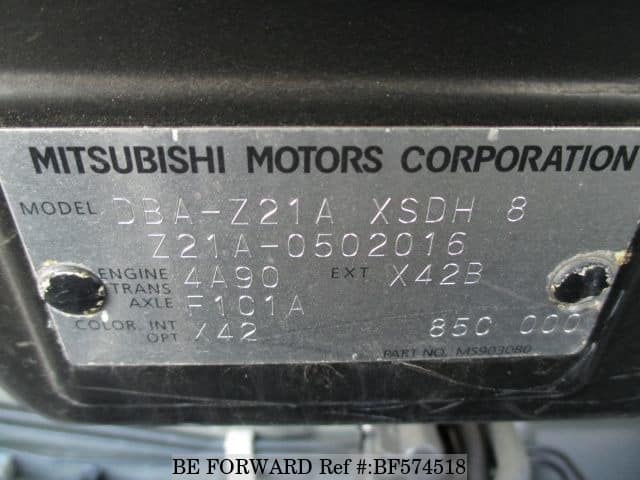 MITSUBISHI MOTORS CORPORATION
MODEL DBA-Z21A XSDH 8
Z21A-0502016
ENGINE 4A90 EXT X42B
TRANS AXLE F1C1A
COLOR, INT OPT X42 85C 000
PART NO. MS903080
BE FORWARD Ref #:BF574518